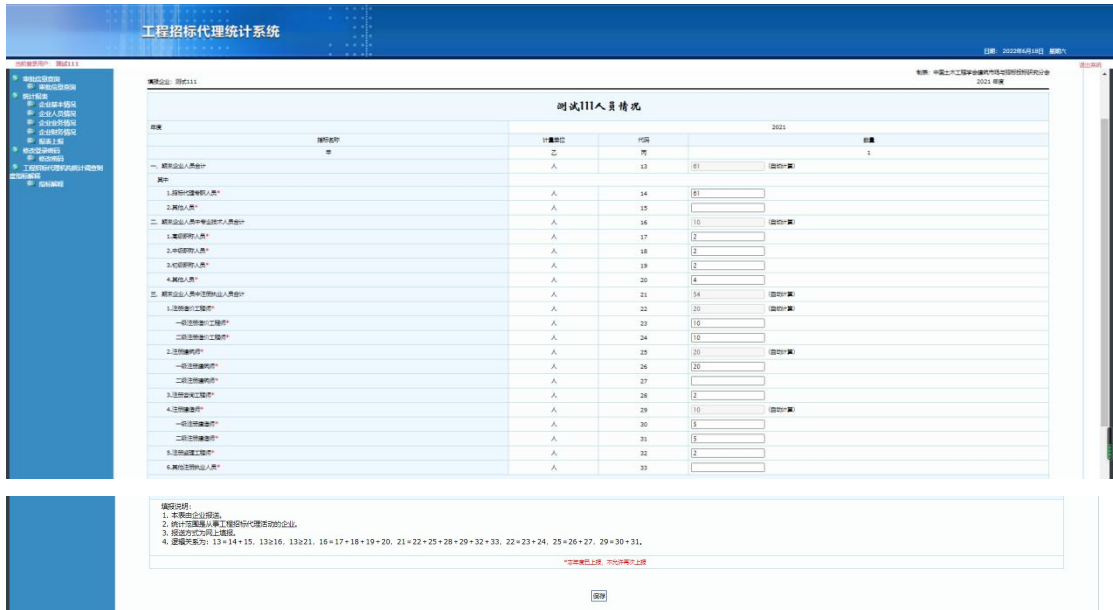 工程招标代理统计系统
日期: 2022年6月18日 星期六
当前登录用户: 测试111
退出系统
审批信息查询
审批信息查询
统计报表
企业基本情况
企业人员情况
企业业务情况
企业财务情况
报表上报
修改登录密码
修改密码
工程招标代理机构统计调查制度指标解释
指标解释
填报企业: 测试111
制表: 中国土木工程学会建筑市场与招标投标研究分会
2021 年度
测试111人员情况
年度 2021
指标名称 计量单位 代码 数量
甲 乙 丙 1
一、期末企业人员合计 人 13 61 (自动计算)
其中
1.招标代理专职人员* 人 14 61
2.其他人员* 人 15
二、期末企业人员中专业技术人员合计 人 16 10 (自动计算)
1.高级职称人员* 人 17 2
2.中级职称人员* 人 18 2
3.初级职称人员* 人 19 2
4.其他人员* 人 20 4
三、期末企业人员中注册执业人员合计 人 21 54 (自动计算)
1.注册造价工程师* 人 22 20 (自动计算)
一级注册造价工程师* 人 23 10
二级注册造价工程师* 人 24 10
2.注册建筑师* 人 25 20 (自动计算)
一级注册建筑师* 人 26 20
二级注册建筑师* 人 27
3.注册咨询工程师* 人 28 2
4.注册建造师* 人 29 10 (自动计算)
一级注册建造师* 人 30 5
二级注册建造师* 人 31 5
5.注册监理工程师* 人 32 2
6.其他注册执业人员* 人 33
填报说明:
1. 本表由企业报送。
2. 统计范围是从事工程招标代理活动的企业。
3. 报送方式为网上填报。
4. 逻辑关系为: 13=14+15, 13≥16, 13≥21, 16=17+18+19+20, 21=22+25+28+29+32+33, 22=23+24, 25=26+27, 29=30+31。
*本年度已上报, 不允许再次上报
保存